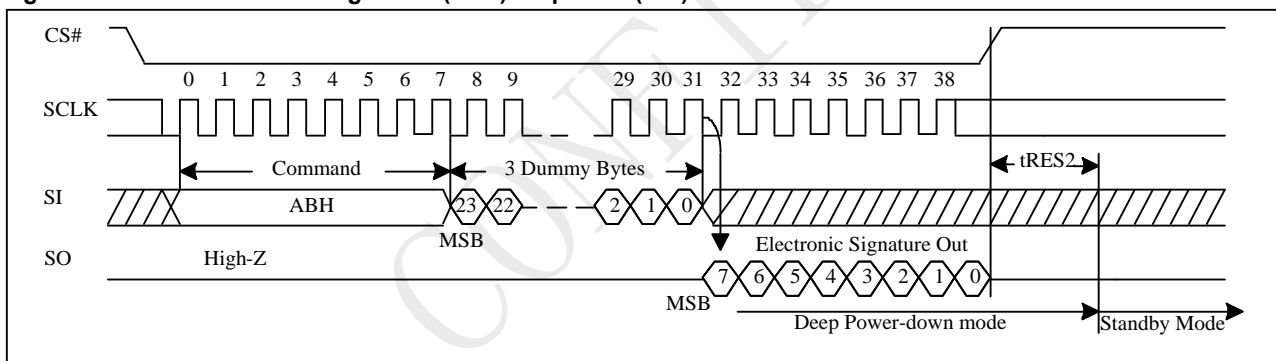 CS#
0 1 2 3 4 5 6 7 8 9 29 30 31 32 33 34 35 36 37 38
SCLK
Command 3 Dummy Bytes tRES2
SI ABH 23 22 2 1 0
MSB Electronic Signature Out
SO High-Z
7 6 5 4 3 2 1 0
MSB
Deep Power-down mode Standby Mode